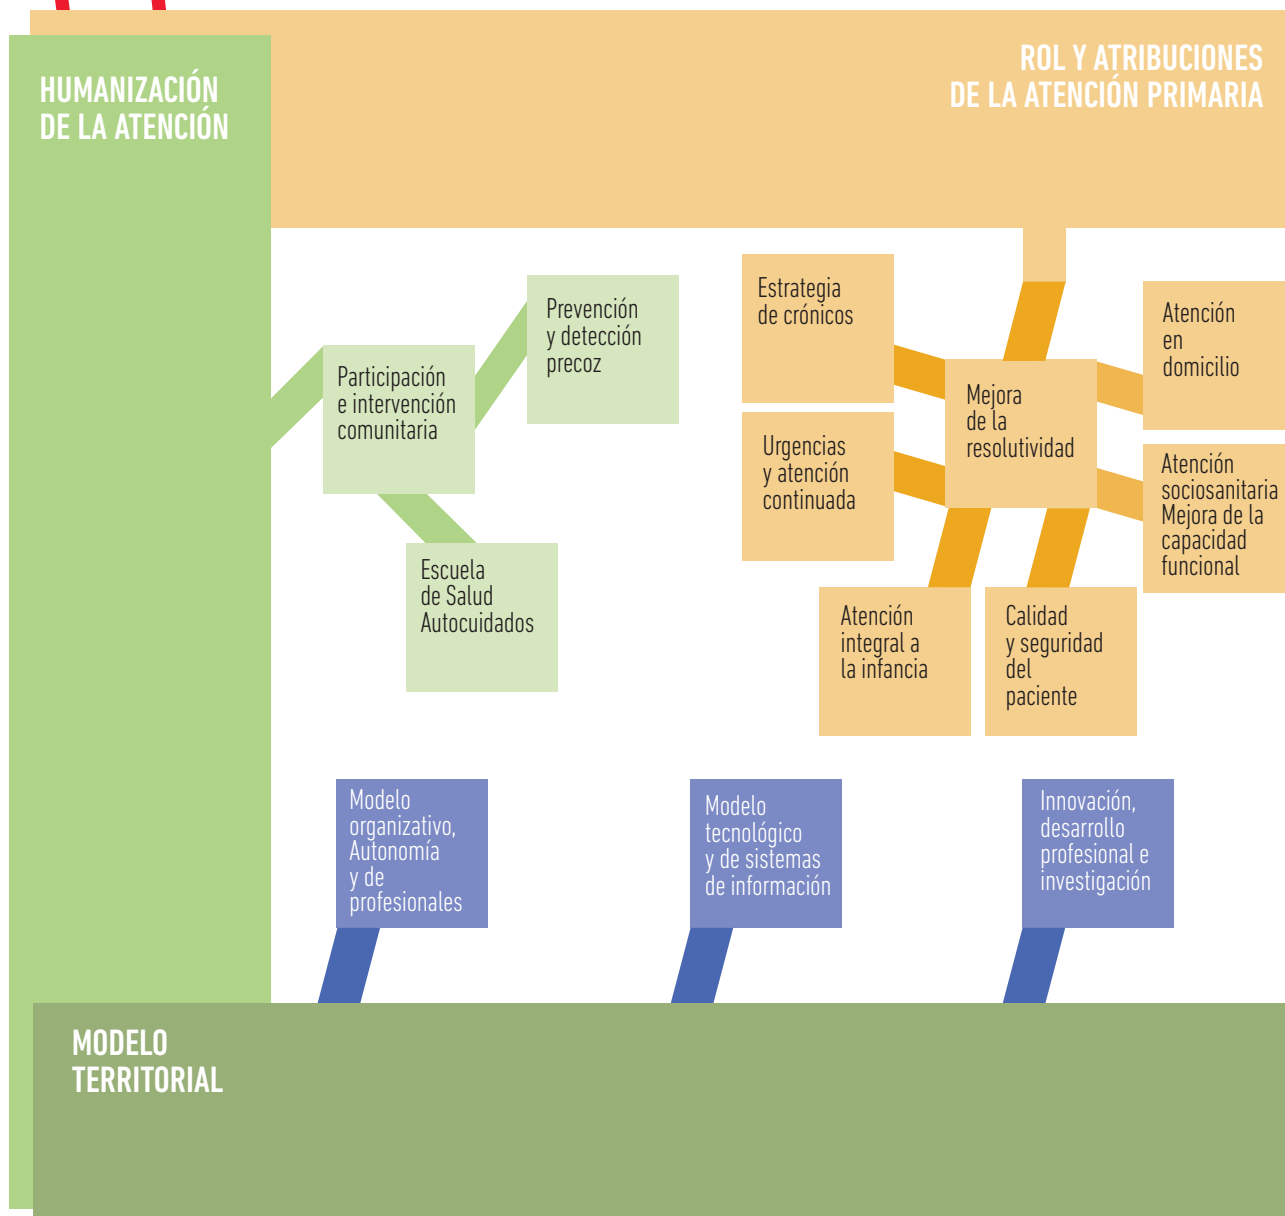 HUMANIZACIÓN
DE LA ATENCIÓN
ROL Y ATRIBUCIONES
DE LA ATENCIÓN PRIMARIA
Prevención
y detección
precoz
Participación
e intervención
comunitaria
Escuela
de Salud
Autocuidados
Estrategia
de crónicos
Urgencias
y atención
continuada
Mejora
de la
resolutividad
Atención
en
domicilio
Atención
sociosanitaria
Mejora de la
capacidad
funcional
Atención
integral a
la infancia
Calidad
y seguridad
del
paciente
Modelo
organizativo,
Autonomía
y de
profesionales
Modelo
tecnológico
y de sistemas
de información
Innovación,
desarrollo
profesional e
investigación
MODELO
TERRITORIAL